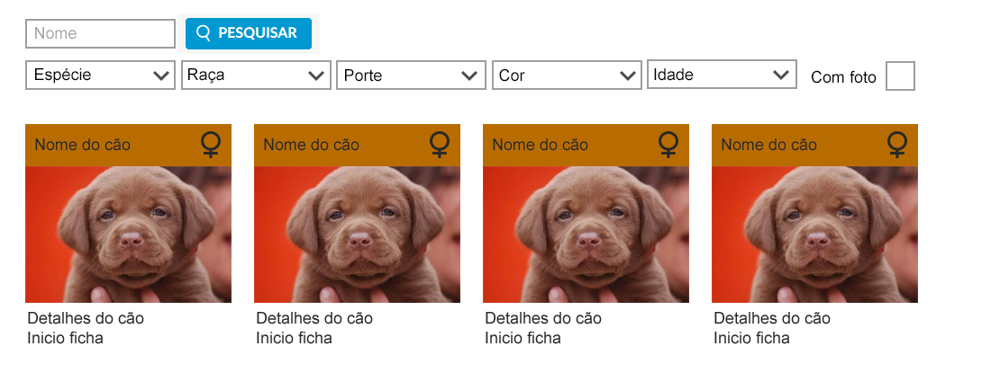 Nome PESQUISAR
Espécie Raça Porte Cor Idade Com foto
Nome do cão Nome do cão Nome do cão Nome do cão
Detalhes do cão Detalhes do cão Detalhes do cão Detalhes do cão
Inicio ficha Inicio ficha Inicio ficha Inicio ficha